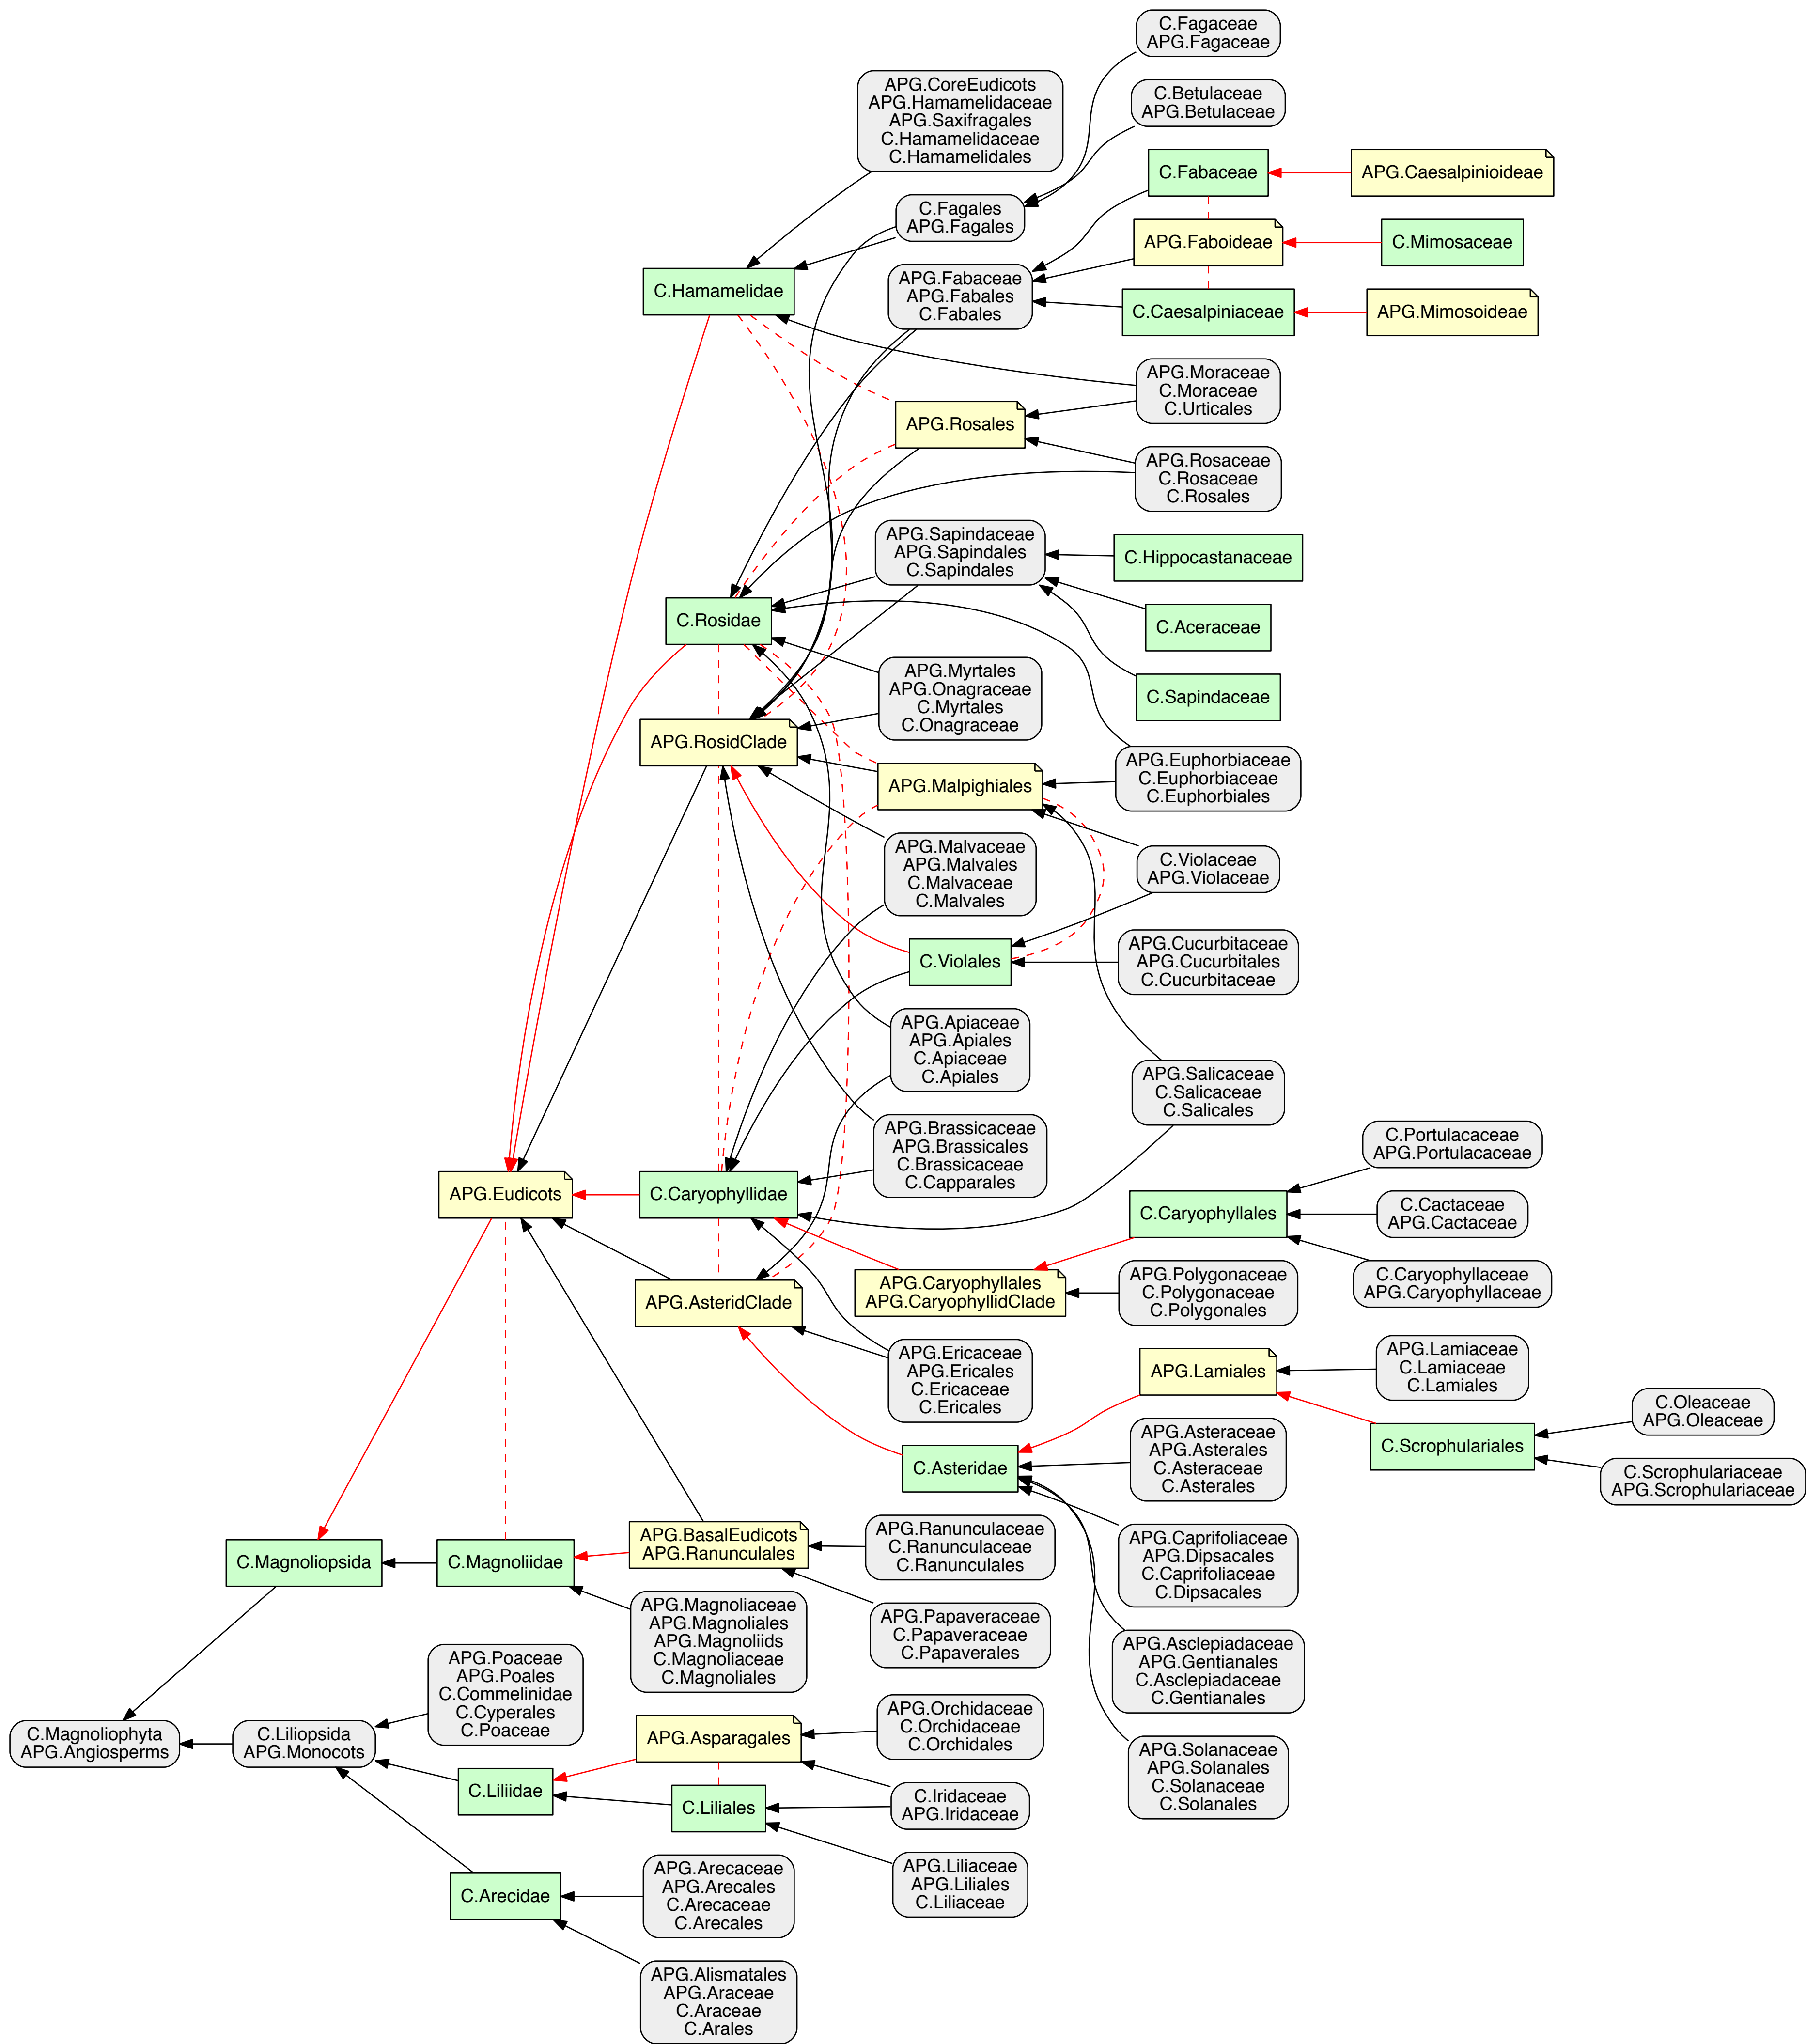 C.Fagaceae
APG.Fagaceae
APG.CoreEudicots
APG.Hamamelidaceae
APG.Saxifragales
C.Hamamelidaceae
C.Hamamelidales
C.Betulaceae
APG.Betulaceae
C.Fabaceae
APG.Caesalpinioideae
C.Fagales
APG.Fagales
APG.Faboideae
C.Mimosaceae
C.Hamamelidae
APG.Fabaceae
APG.Fabales
C.Fabales
C.Caesalpiniaceae
APG.Mimosoideae
APG.Moraceae
C.Moraceae
C.Urticales
APG.Rosales
APG.Rosaceae
C.Rosaceae
C.Rosales
APG.Sapindaceae
APG.Sapindales
C.Sapindales
C.Hippocastanaceae
C.Rosidae
C.Aceraceae
APG.Myrtales
APG.Onagraceae
C.Myrtales
C.Onagraceae
C.Sapindaceae
APG.RosidClade
APG.Malpighiales
APG.Euphorbiaceae
C.Euphorbiaceae
C.Euphorbiales
APG.Malvaceae
APG.Malvales
C.Malvaceae
C.Malvales
C.Violaceae
APG.Violaceae
C.Violales
APG.Cucurbitaceae
APG.Cucurbitales
C.Cucurbitaceae
APG.Apiaceae
APG.Apiales
C.Apiaceae
C.Apiales
APG.Salicaceae
C.Salicaceae
C.Salicales
APG.Brassicaceae
APG.Brassicales
C.Brassicaceae
C.Capparales
C.Portulacaceae
APG.Portulacaceae
APG.Eudicots
C.Caryophyllidae
C.Caryophyllales
C.Cactaceae
APG.Cactaceae
APG.Caryophyllales
APG.CaryophyllidClade
APG.Polygonaceae
C.Polygonaceae
C.Polygonales
C.Caryophyllaceae
APG.Caryophyllaceae
APG.AsteridClade
APG.Ericaceae
APG.Ericales
C.Ericaceae
C.Ericales
APG.Lamiales
APG.Lamiaceae
C.Lamiaceae
C.Lamiales
C.Oleaceae
APG.Oleaceae
C.Asteridae
APG.Asteraceae
APG.Asterales
C.Asteraceae
C.Asterales
C.Scrophulariales
C.Scrophulariaceae
APG.Scrophulariaceae
C.Magnoliopsida
C.Magnoliidae
APG.BasalEudicots
APG.Ranunculales
APG.Ranunculaceae
C.Ranunculaceae
C.Ranunculales
APG.Caprifoliaceae
APG.Dipsacales
C.Caprifoliaceae
C.Dipsacales
APG.Magnoliaceae
APG.Magnoliales
APG.Magnoliids
C.Magnoliaceae
C.Magnoliales
APG.Papaveraceae
C.Papaveraceae
C.Papaverales
APG.Asclepiadaceae
APG.Gentianales
C.Asclepiadaceae
C.Gentianales
APG.Poaceae
APG.Poales
C.Commelinidae
C.Cyperales
C.Poaceae
C.Magnoliophyta
APG.Angiosperms
C.Liliopsida
APG.Monocots
APG.Asparagales
APG.Orchidaceae
C.Orchidaceae
C.Orchidales
APG.Solanaceae
APG.Solanales
C.Solanaceae
C.Solanales
C.Liliidae
C.Liliales
C.Iridaceae
APG.Iridaceae
C.Arecidae
APG.Arecaceae
APG.Arecales
C.Arecaceae
C.Arecales
APG.Liliaceae
APG.Liliales
C.Liliaceae
APG.Alismatales
APG.Araceae
C.Araceae
C.Arales